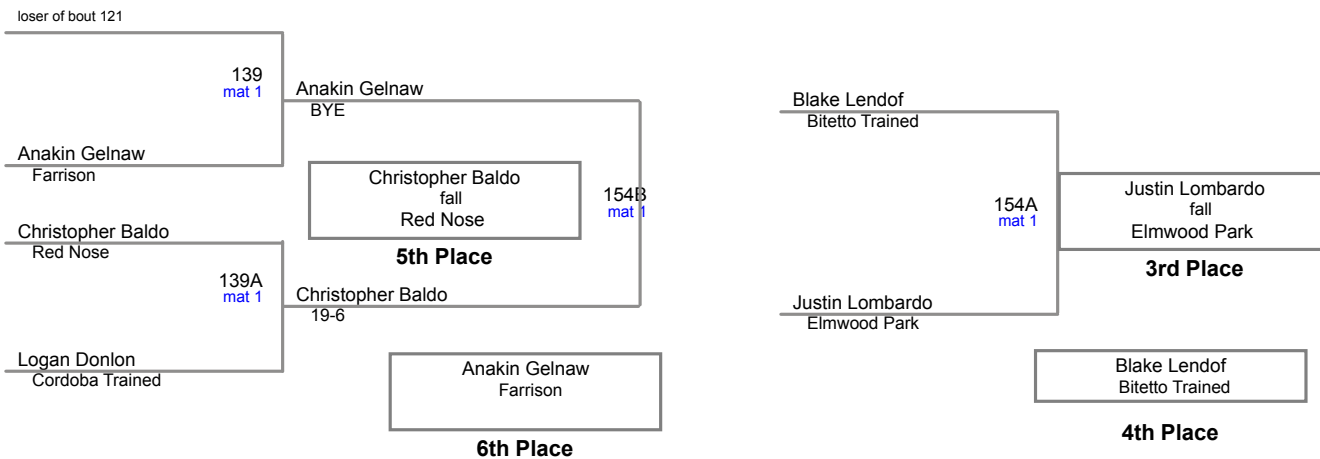 loser of bout 121
139
mat 1
Anakin Gelnaw
BYE
Anakin Gelnaw
Farrison
Christopher Baldo
fall
Red Nose
5th Place
154B
mat 1
Christopher Baldo
Red Nose
139A
mat 1
Christopher Baldo
19-6
Logan Donlon
Cordoba Trained
Anakin Gelnaw
Farrison
6th Place
Blake Lendof
Bitetto Trained
154A
mat 1
Justin Lombardo
fall
Elmwood Park
3rd Place
Justin Lombardo
Elmwood Park
Blake Lendof
Bitetto Trained
4th Place